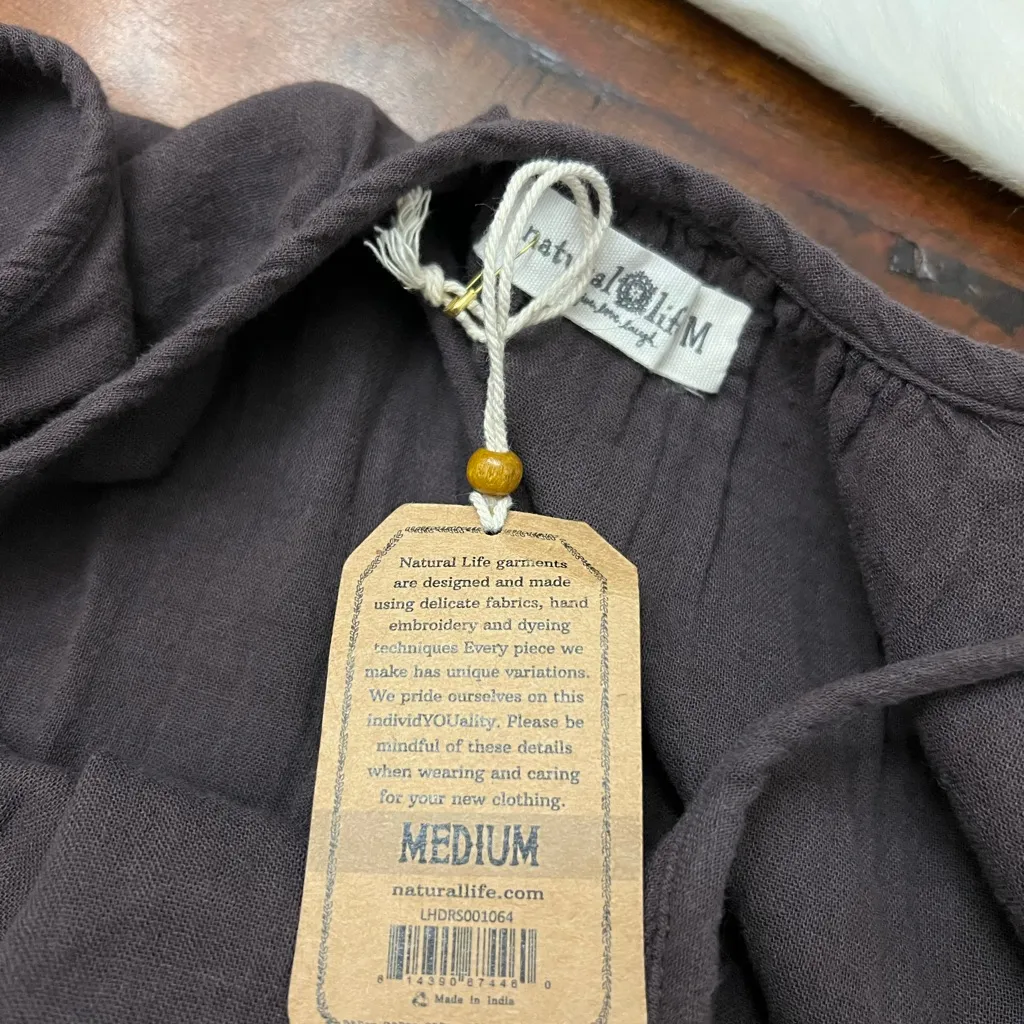 natural life M
live, love, laugh
Natural Life garments
are designed and made
using delicate fabrics, hand
embroidery and dyeing
techniques Every piece we
make has unique variations.
We pride ourselves on this
individYOUality. Please be
mindful of these details
when wearing and caring
for your new clothing.
MEDIUM
naturallife.com
LHDRS001064
8 14390 67446 0
Made in India